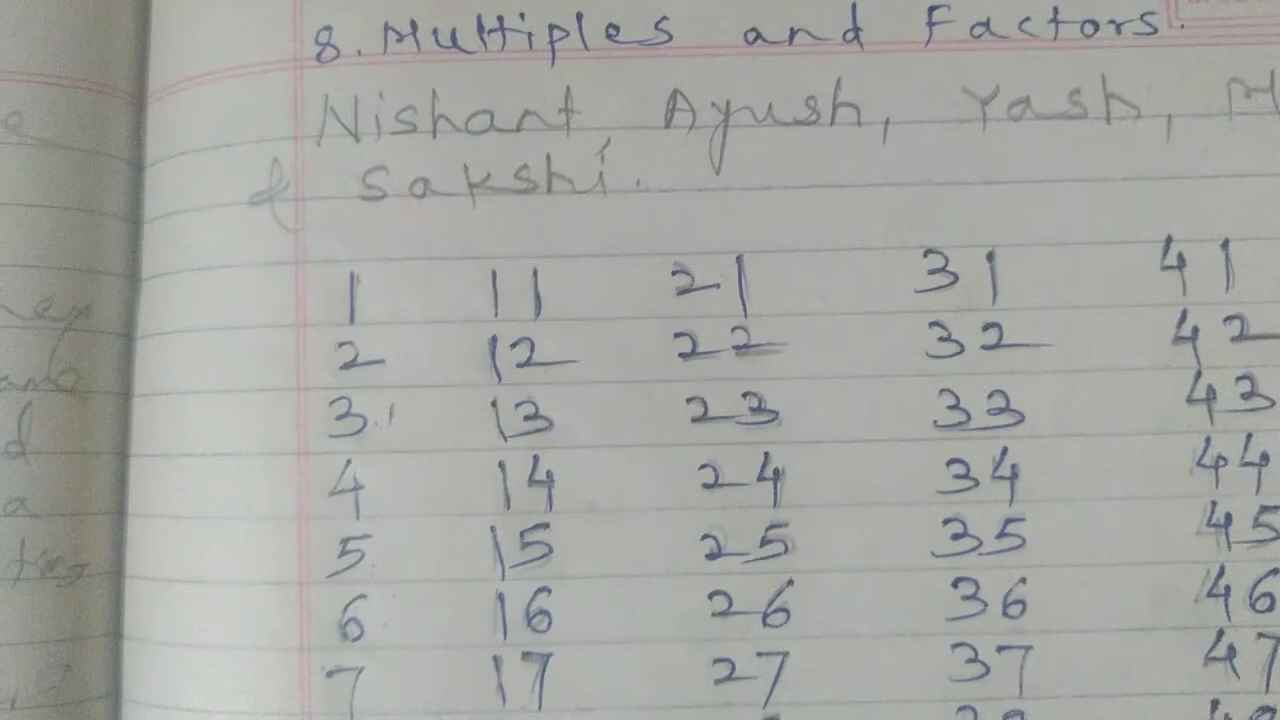 8. Multiples and Factors.
Nishant, Ayush, Yash,
& Sakshi.
1 11 21 31 41
2 12 22 32 42
3 13 23 33 43
4 14 24 34 44
5 15 25 35 45
6 16 26 36 46
7 17 27 37 47